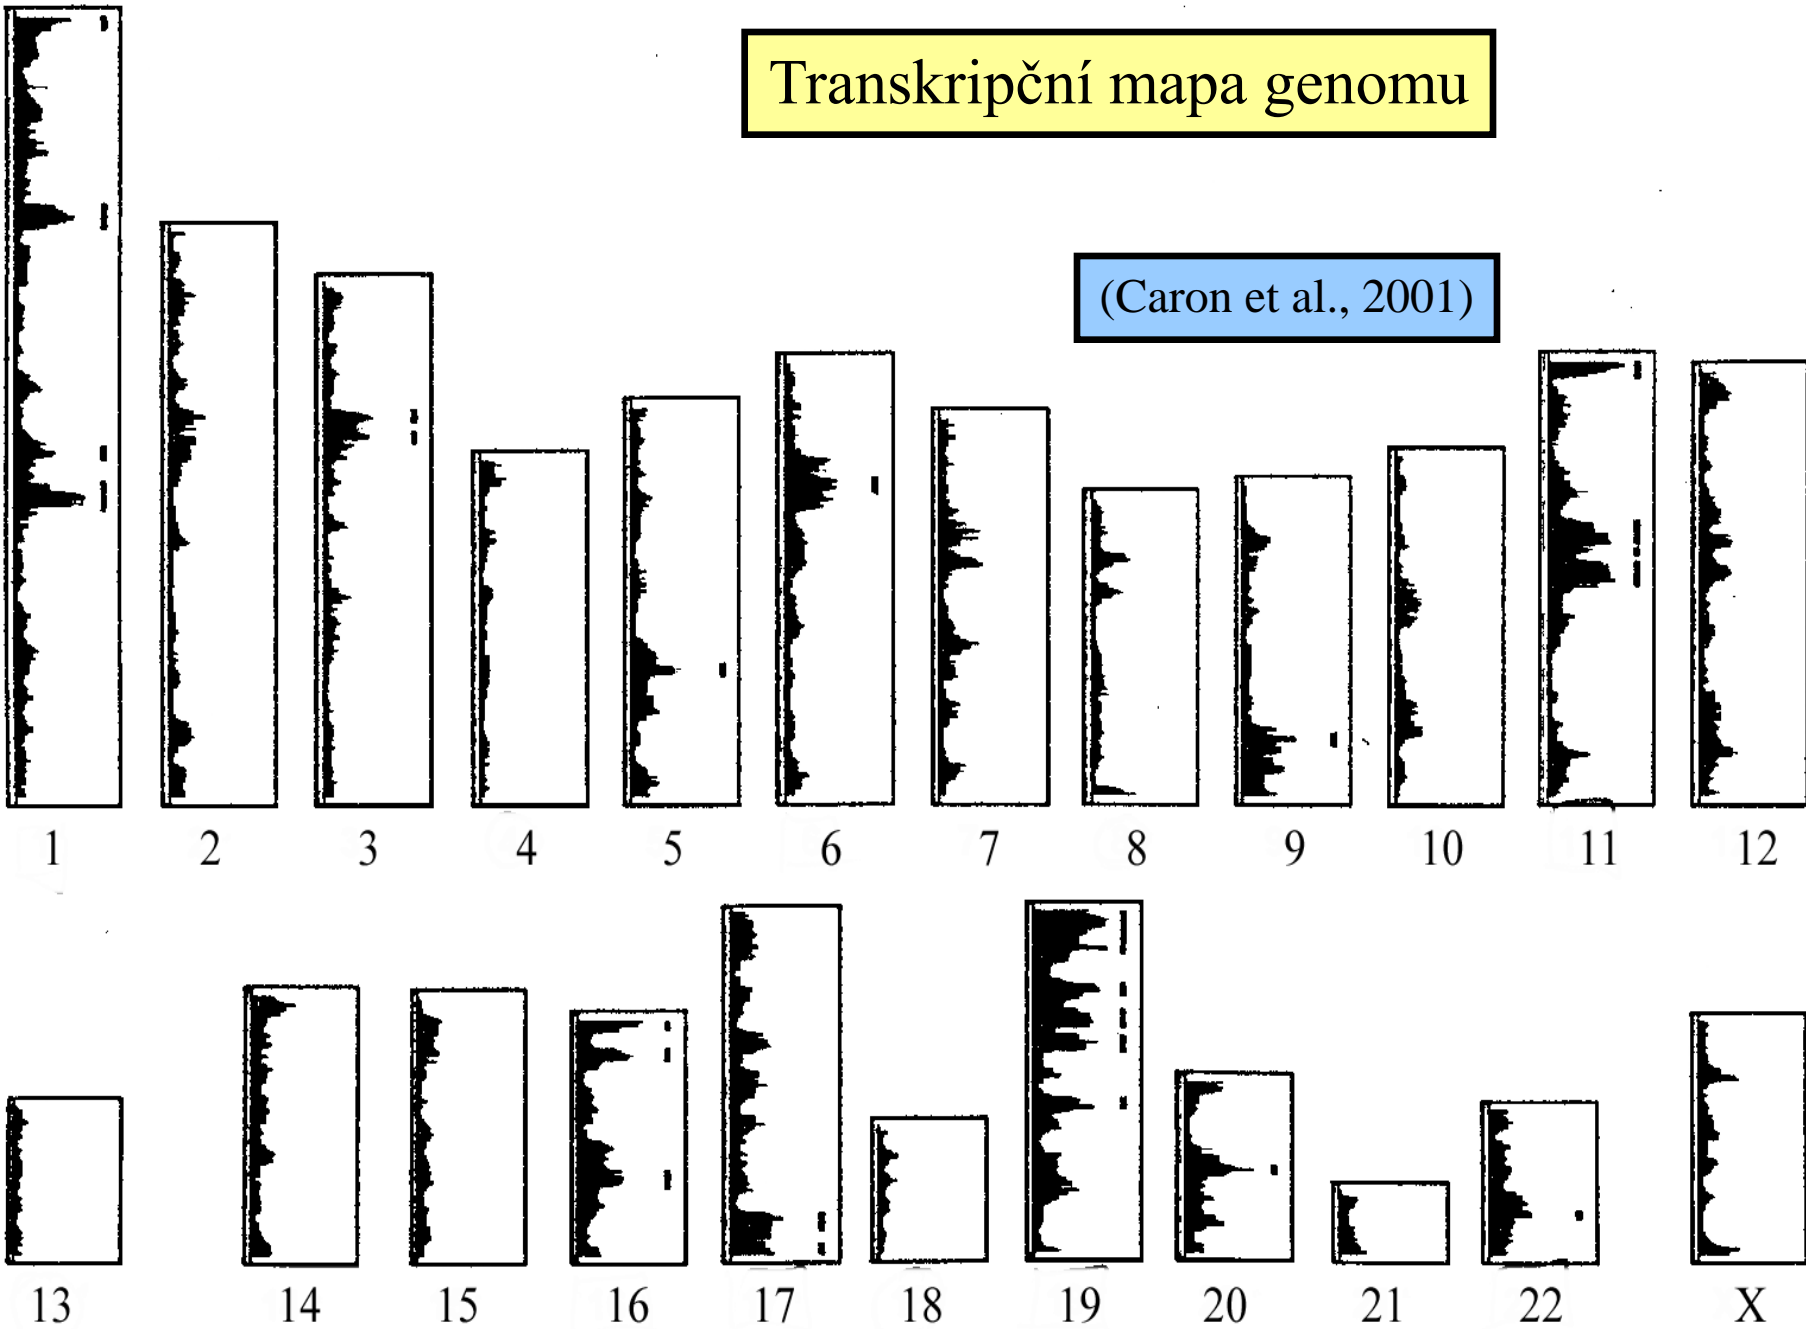 Transkripční mapa genomu
(Caron et al., 2001)
1 2 3 4 5 6 7 8 9 10 11 12
13 14 15 16 17 18 19 20 21 22 X